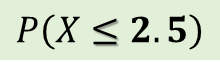 P(X ≤ 2.5)